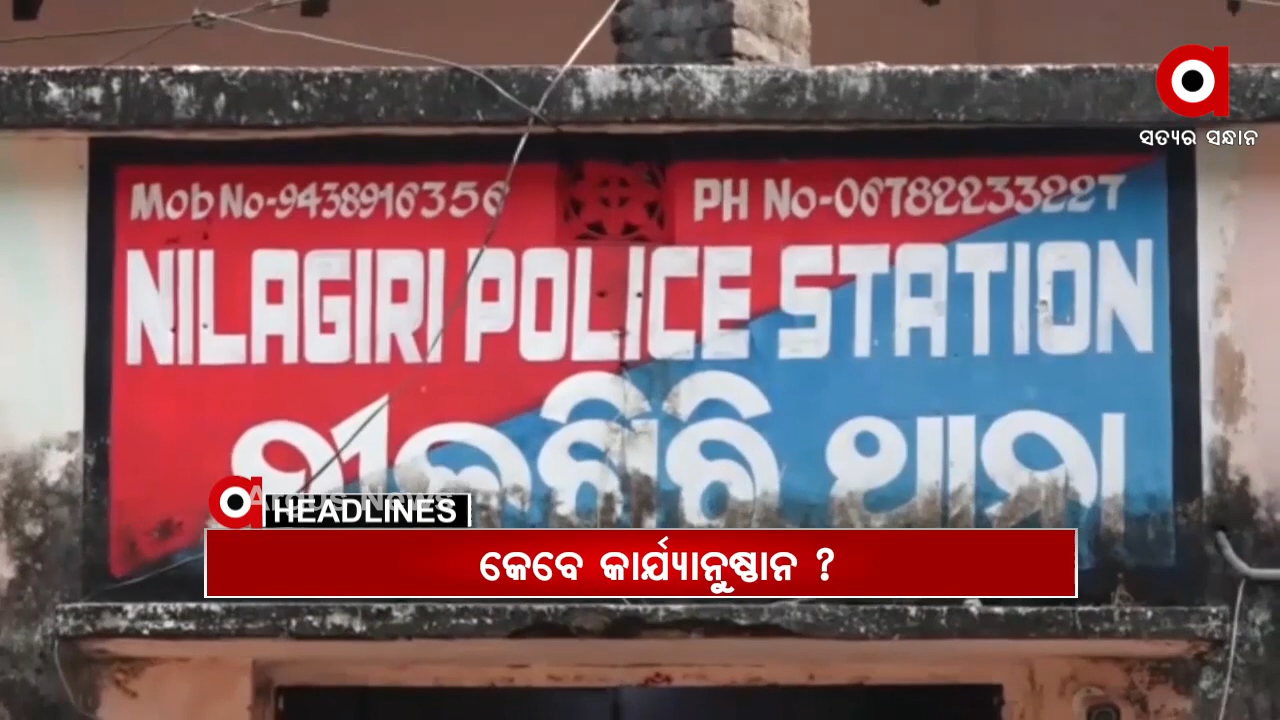 ସତ୍ୟର ସନ୍ଧାନ
Mob No-9438916356 PH No-06782233227
NILAGIRI POLICE STATION
ନୀଳଗିରି ଥାନା
HEADLINES
କେବେ କାର୍ଯ୍ୟାନୁଷ୍ଠାନ ?